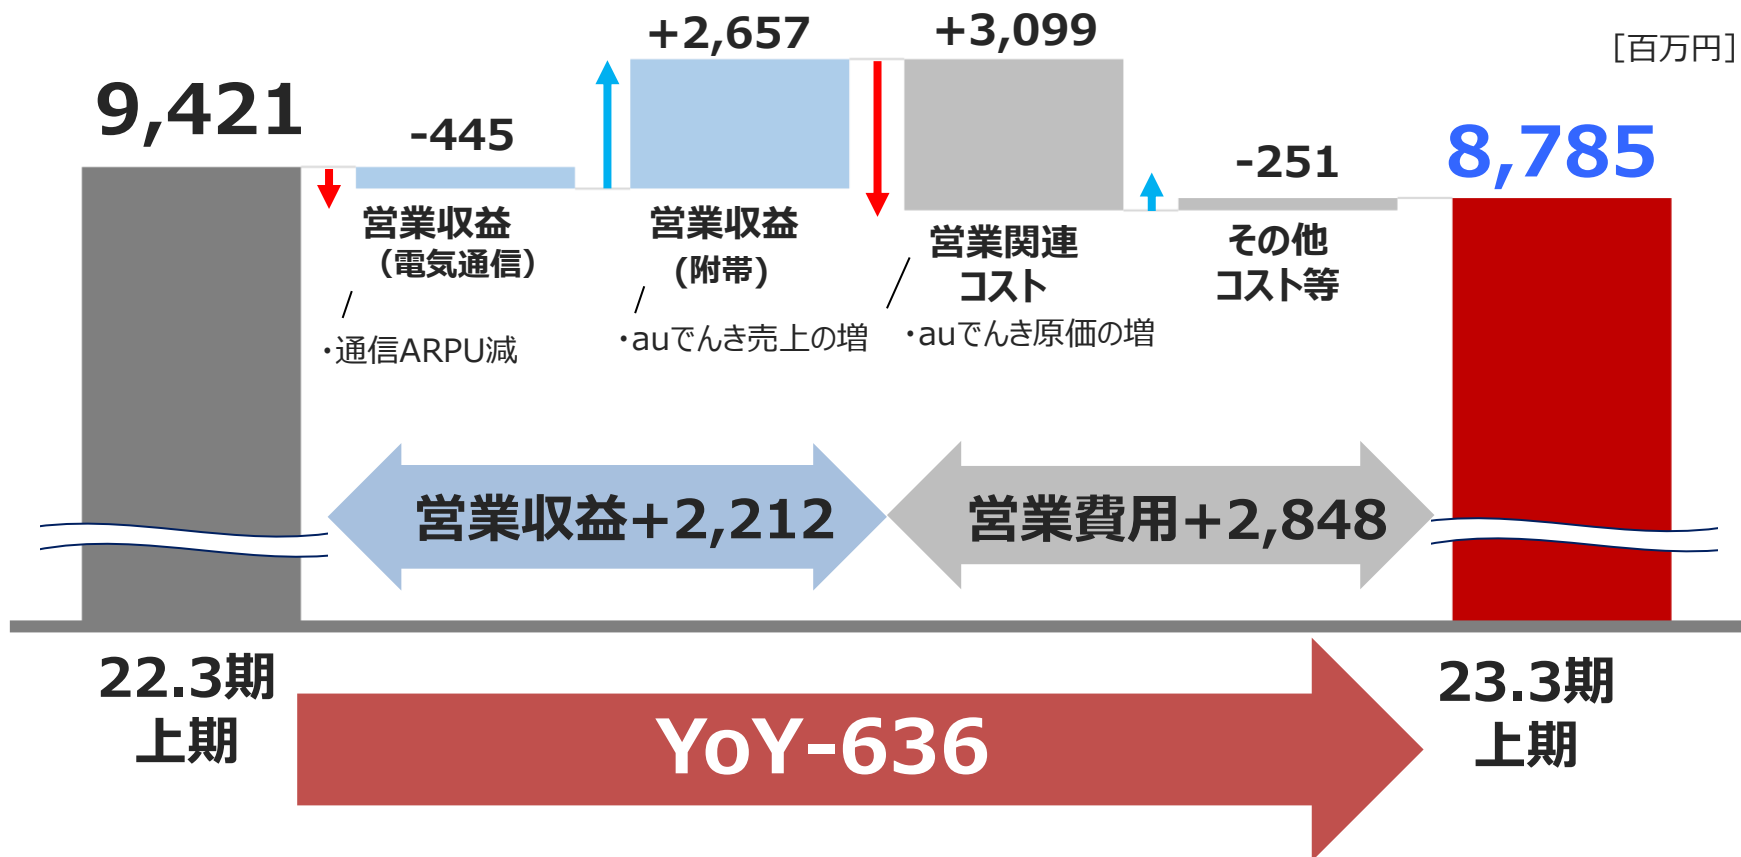 +2,657
+3,099
［百万円］
9,421
-445
-251
8,785
営業収益
（電気通信）
営業収益
(附帯)
営業関連
コスト
その他
コスト等
・通信ARPU減
・auでんき売上の増
・auでんき原価の増
営業収益+2,212
営業費用+2,848
22.3期
上期
YoY-636
23.3期
上期